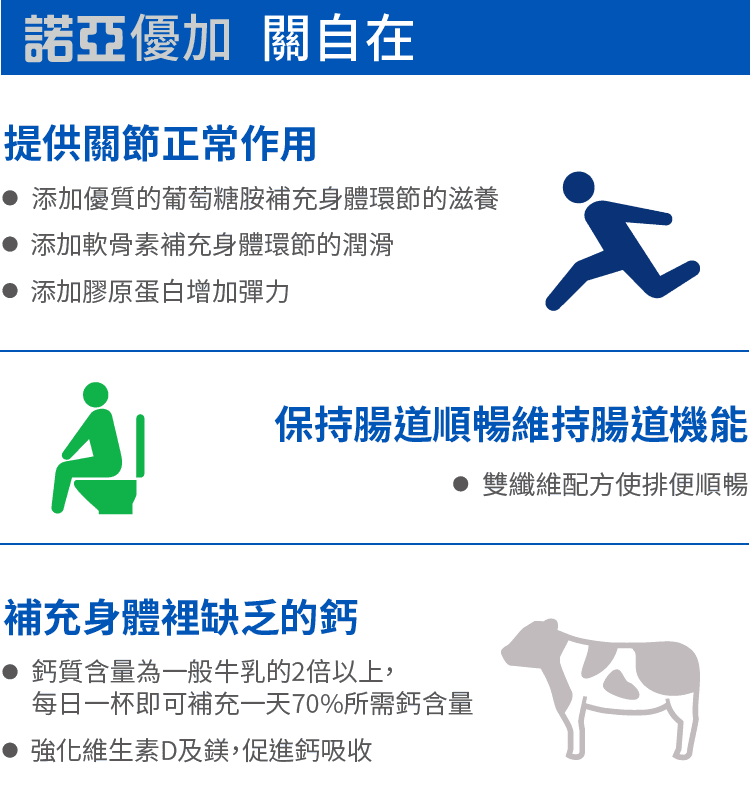 諾亞優加 關自在
提供關節正常作用
● 添加優質的葡萄糖胺補充身體環節的滋養
● 添加軟骨素補充身體環節的潤滑
● 添加膠原蛋白增加彈力
保持腸道順暢維持腸道機能
● 雙纖維配方使排便順暢
補充身體裡缺乏的鈣
● 鈣質含量為一般牛乳的2倍以上，
每日一杯即可補充一天70%所需鈣含量
● 強化維生素D及鎂，促進鈣吸收